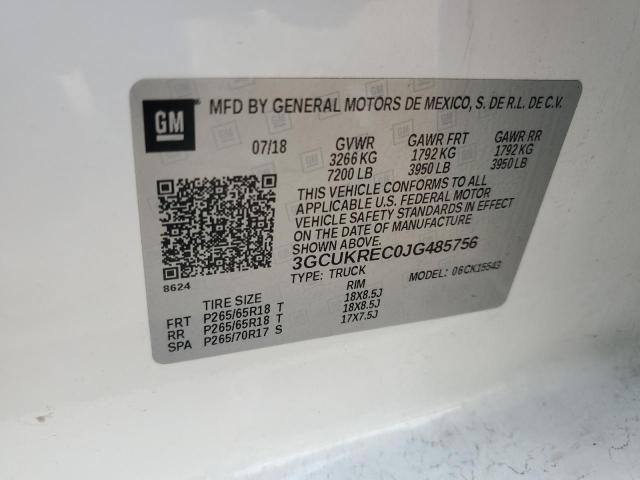 GM MFD BY GENERAL MOTORS DE MEXICO, S. DE R.L. DE C.V.
07/18 GVWR GAWR FRT GAWR RR
3266 KG 1792 KG 1792 KG
7200 LB 3950 LB 3950 LB
THIS VEHICLE CONFORMS TO ALL
APPLICABLE U.S. FEDERAL MOTOR
VEHICLE SAFETY STANDARDS IN EFFECT
ON THE DATE OF MANUFACTURE
SHOWN ABOVE.
3GCUKREC0JG485756
8624 TYPE: TRUCK MODEL: 06CK15543
TIRE SIZE RIM
FRT P265/65R18 T 18X8.5J
RR P265/65R18 T 18X8.5J
SPA P265/70R17 S 17X7.5J